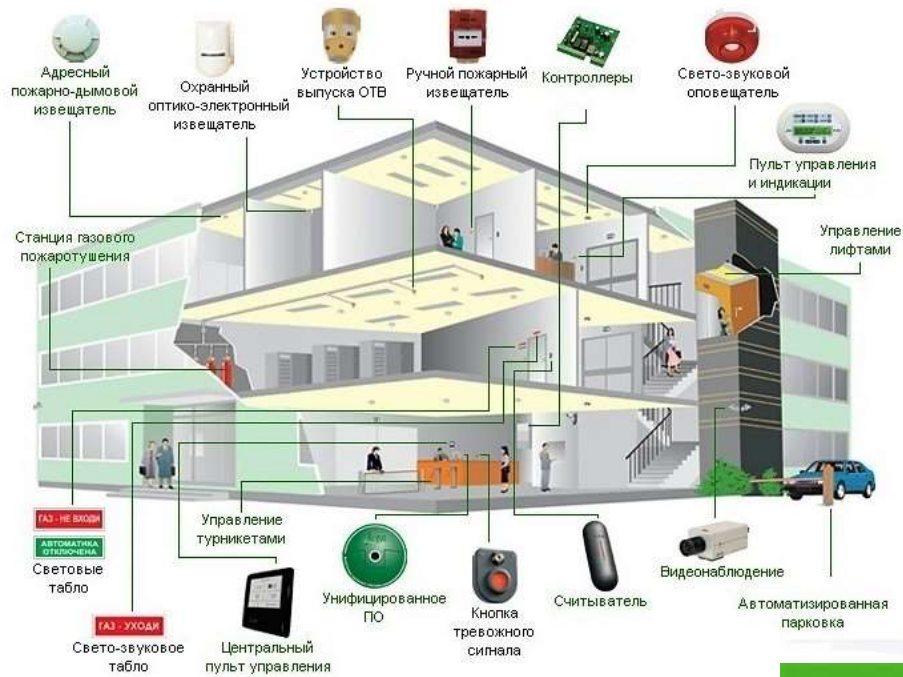 Адресный
пожарно-дымовой
извещатель
Охранный
оптико-электронный
извещатель
Устройство
выпуска ОТВ
Ручной пожарный
извещатель
Контроллеры
Свето-звуковой
оповещатель
Пульт управления
и индикации
Станция газового
пожаротушения
Управление
лифтами
ГАЗ - НЕ ВХОДИ
АВТОМАТИКА
ОТКЛЮЧЕНА
Световые
табло
ГАЗ - УХОДИ
Свето-звуковое
табло
Управление
турникетами
Центральный
пульт управления
Унифицированное
ПО
Кнопка
тревожного
сигнала
Считыватель
Видеонаблюдение
Автоматизированная
парковка